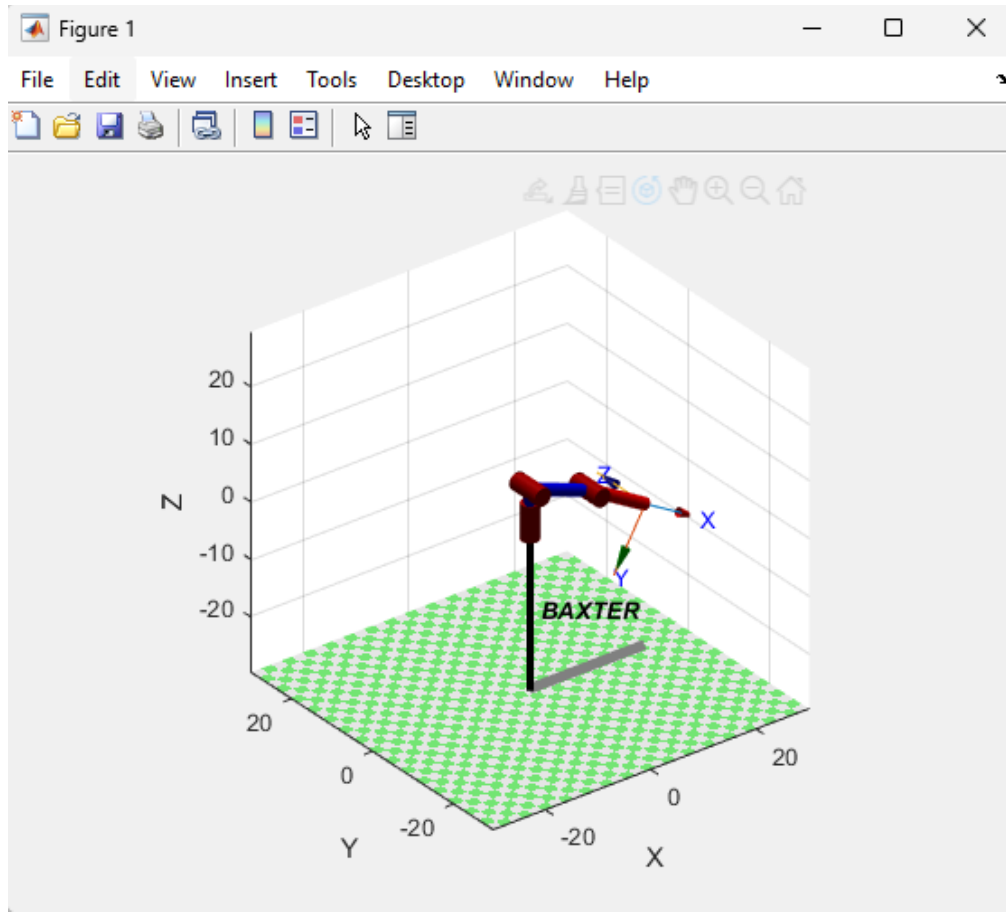 Figure 1
File Edit View Insert Tools Desktop Window Help
20
10
0
-10
-20
Z
Z
X
Y
BAXTER
20
0
-20
Y
20
0
-20
X